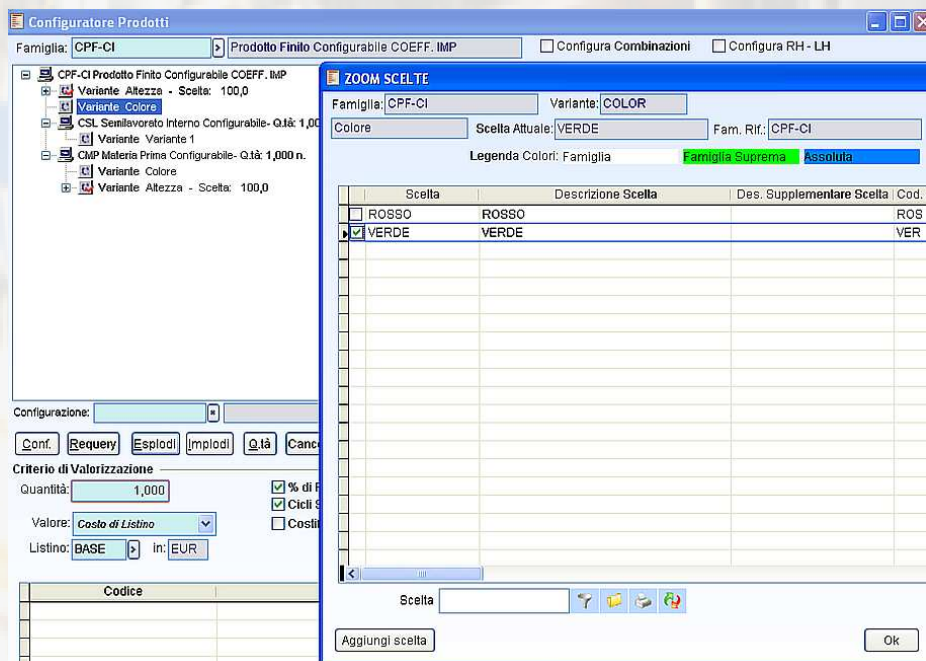 Configuratore Prodotti
Famiglia: CPF-CI Prodotto Finito Configurabile COEFF. IMP Configura Combinazioni Configura RH - LH
CPF-CI Prodotto Finito Configurabile COEFF. IMP
Variante Altezza - Scelta: 100,0
Variante Colore
CSL Semilavorato Interno Configurabile- Q.tà: 1,00
Variante Variante 1
CMP Materia Prima Configurabile- Q.tà: 1,000 n.
Variante Colore
Variante Altezza - Scelta: 100,0
Configurazione:
Conf. Requery Esplodi Implodi Q.tà Canc
Criterio di Valorizzazione
Quantità: 1,000 % di
Cicli
Valore: Costo di Listino Costi
Listino: BASE in: EUR
Codice
ZOOM SCELTE
Famiglia: CPF-CI Variante: COLOR
Colore Scelta Attuale: VERDE Fam. Rif.: CPF-CI
Legenda Colori: Famiglia Famiglia Suprema Assoluta
Scelta Descrizione Scelta Des. Supplementare Scelta Cod.
ROSSO ROSSO ROS
VERDE VERDE VER
Scelta
Aggiungi scelta Ok